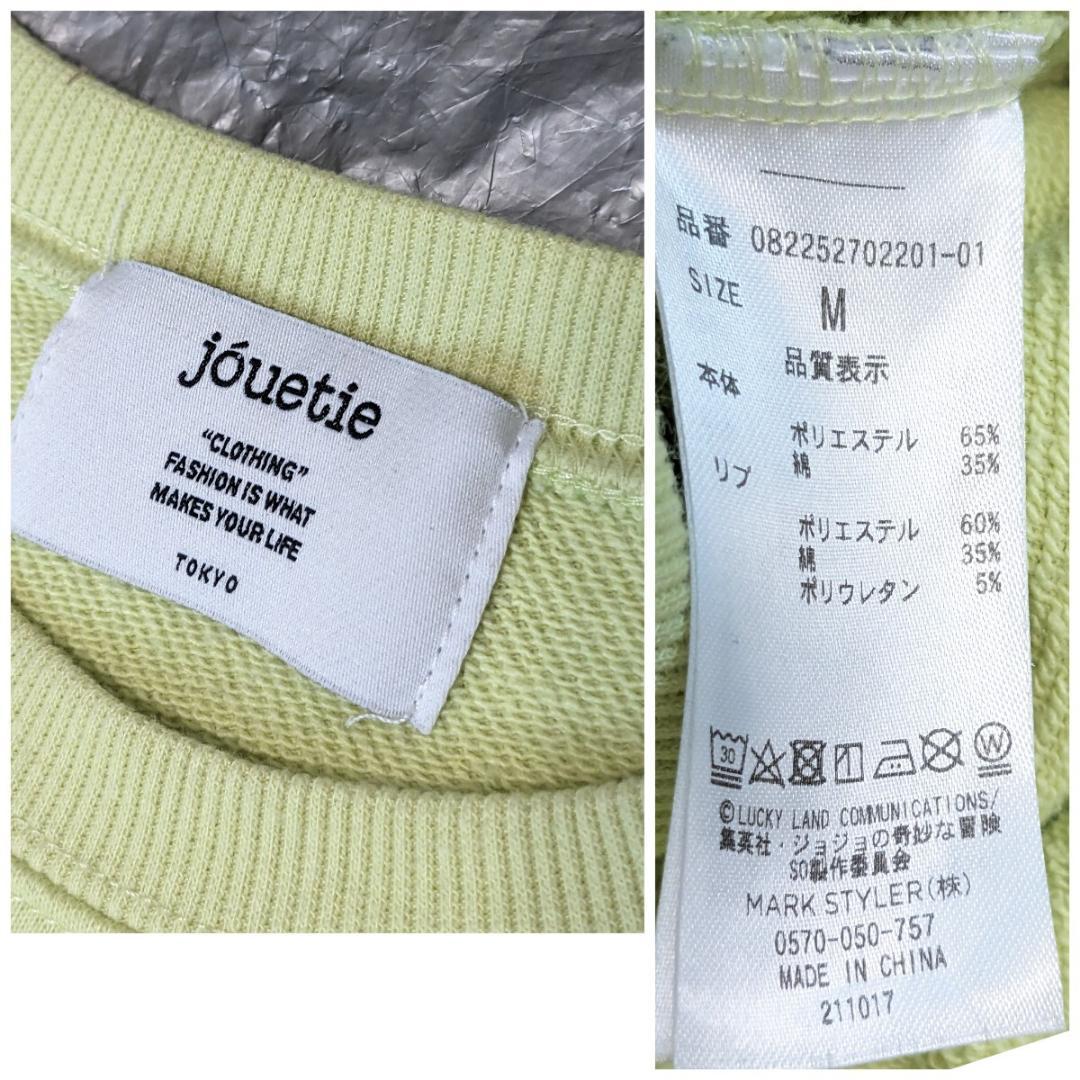 jóuetie
“CLOTHING”
FASHION IS WHAT
MAKES YOUR LIFE
TOKYO
品番 082252702201-01
SIZE M
品質表示
本体
ポリエステル 65%
綿 35%
リブ
ポリエステル 60%
綿 35%
ポリウレタン 5%
30
W
©LUCKY LAND COMMUNICATIONS/
集英社・ジョジョの奇妙な冒険
SO製作委員会
MARK STYLER(株)
0570-050-757
MADE IN CHINA
211017